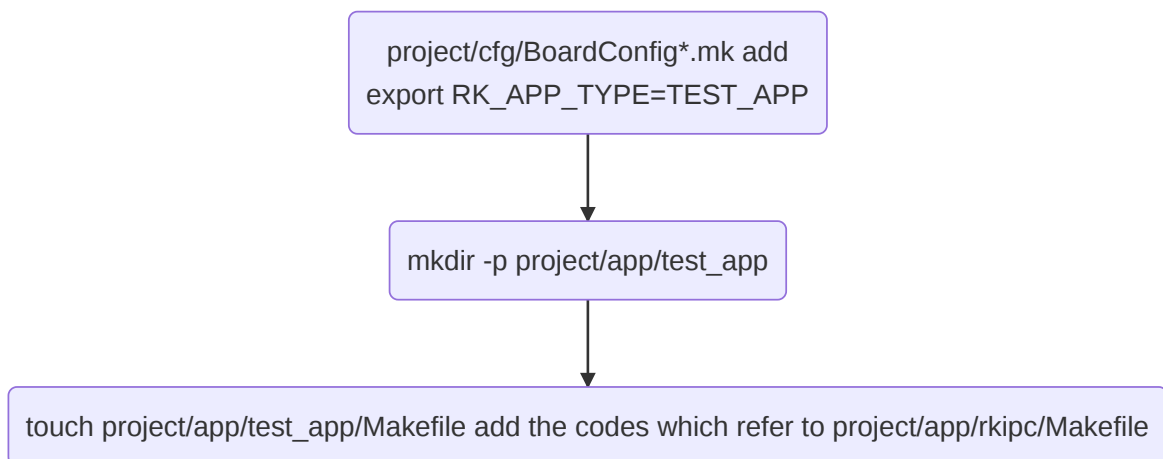 project/cfg/BoardConfig*.mk add
export RK_APP_TYPE=TEST_APP
mkdir -p project/app/test_app
touch project/app/test_app/Makefile add the codes which refer to project/app/rkipc/Makefile